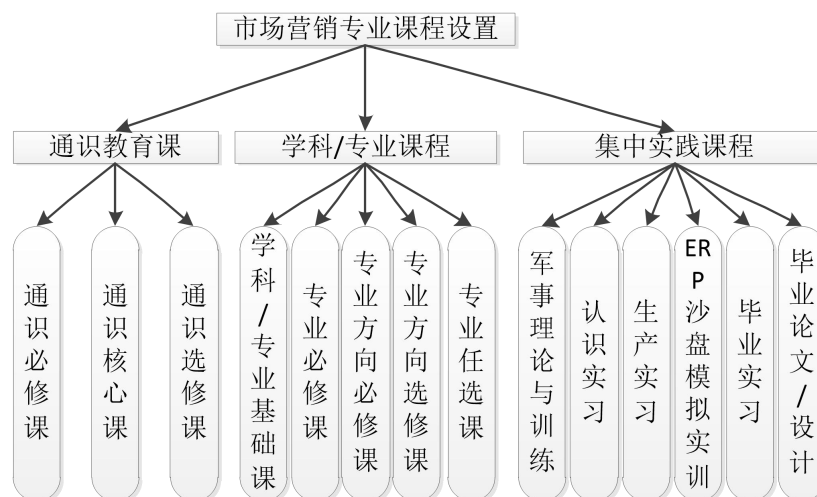 市场营销专业课程设置
通识教育课
学科/专业课程
集中实践课程
通识必修课
通识核心课
通识选修课
学科/专业基础课
专业必修课
专业方向必修课
专业方向选修课
专业任选课
军事理论与训练
认识实习
生产实习
ERP沙盘模拟实训
毕业实习
毕业论文/设计